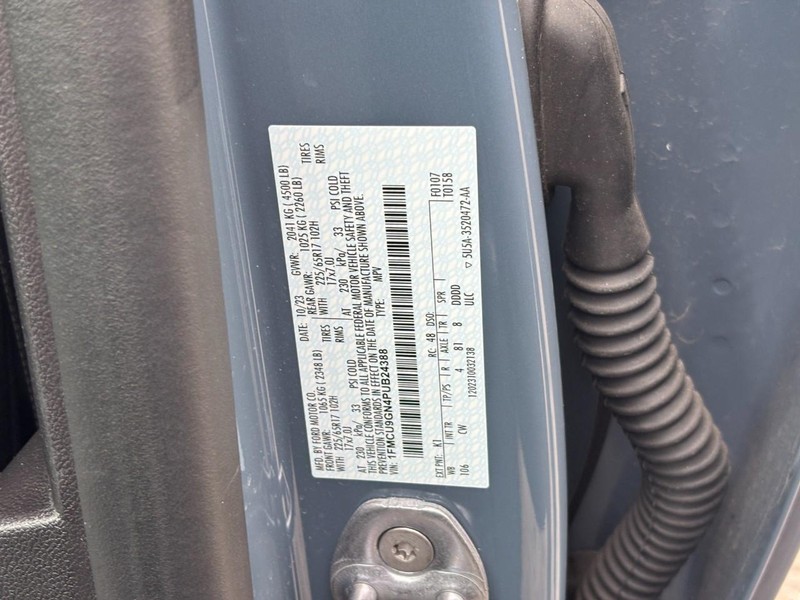 MFD. BY FORD MOTOR CO.
DATE: 10/23 GVWR: 2041 KG ( 4500 LB)
FRONT GAWR: 1065 KG ( 2348 LB) REAR GAWR: 1025 KG ( 2260 LB)
WITH 225/65R17 102H TIRES WITH 225/65R17 102H TIRES
17x7.0J RIMS 17x7.0J RIMS
AT 230 kPa/ 33 PSI COLD AT 230 kPa/ 33 PSI COLD
THIS VEHICLE CONFORMS TO ALL APPLICABLE FEDERAL MOTOR VEHICLE SAFETY AND THEFT
PREVENTION STANDARDS IN EFFECT ON THE DATE OF MANUFACTURE SHOWN ABOVE.
VIN: 1FMCU9GN4PUB24388 TYPE: MPV
F0107
T0158
EXT PNT: K1 RC: 48 DSO:
WB INT TR TP/PS R AXLE TR SPR
106 CW 4 81 8 DDDD
1202310032138 ULC
▽ 5U5A-3520472-AA